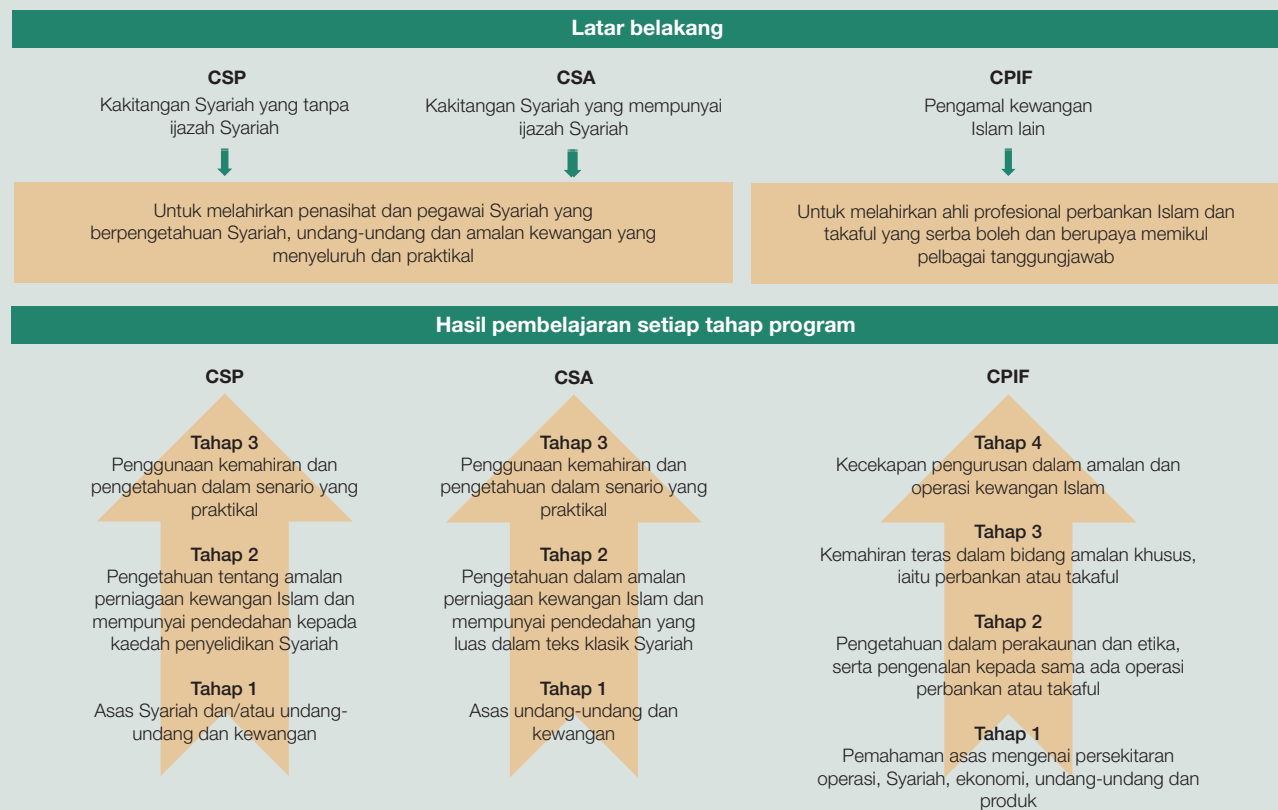 Latar belakang
CSP
Kakitangan Syariah yang tanpa
ijazah Syariah
CSA
Kakitangan Syariah yang mempunyai
ijazah Syariah
CPIF
Pengamal kewangan
Islam lain
Untuk melahirkan penasihat dan pegawai Syariah yang
berpengetahuan Syariah, undang-undang dan amalan kewangan yang
menyeluruh dan praktikal
Untuk melahirkan ahli profesional perbankan Islam dan
takaful yang serba boleh dan berupaya memikul
pelbagai tanggungjawab
Hasil pembelajaran setiap tahap program
CSP
Tahap 3
Penggunaan kemahiran dan
pengetahuan dalam senario yang
praktikal
Tahap 2
Pengetahuan tentang amalan
perniagaan kewangan Islam dan
mempunyai pendedahan kepada
kaedah penyelidikan Syariah
Tahap 1
Asas Syariah dan/atau undang-
undang dan kewangan
CSA
Tahap 3
Penggunaan kemahiran dan
pengetahuan dalam senario yang
praktikal
Tahap 2
Pengetahuan dalam amalan
perniagaan kewangan Islam dan
mempunyai pendedahan yang
luas dalam teks klasik Syariah
Tahap 1
Asas undang-undang dan
kewangan
CPIF
Tahap 4
Kecekapan pengurusan dalam amalan dan
operasi kewangan Islam
Tahap 3
Kemahiran teras dalam bidang amalan khusus,
iaitu perbankan atau takaful
Tahap 2
Pengetahuan dalam perakaunan dan etika,
serta pengenalan kepada sama ada operasi
perbankan atau takaful
Tahap 1
Pemahaman asas mengenai persekitaran
operasi, Syariah, ekonomi, undang-undang dan
produk